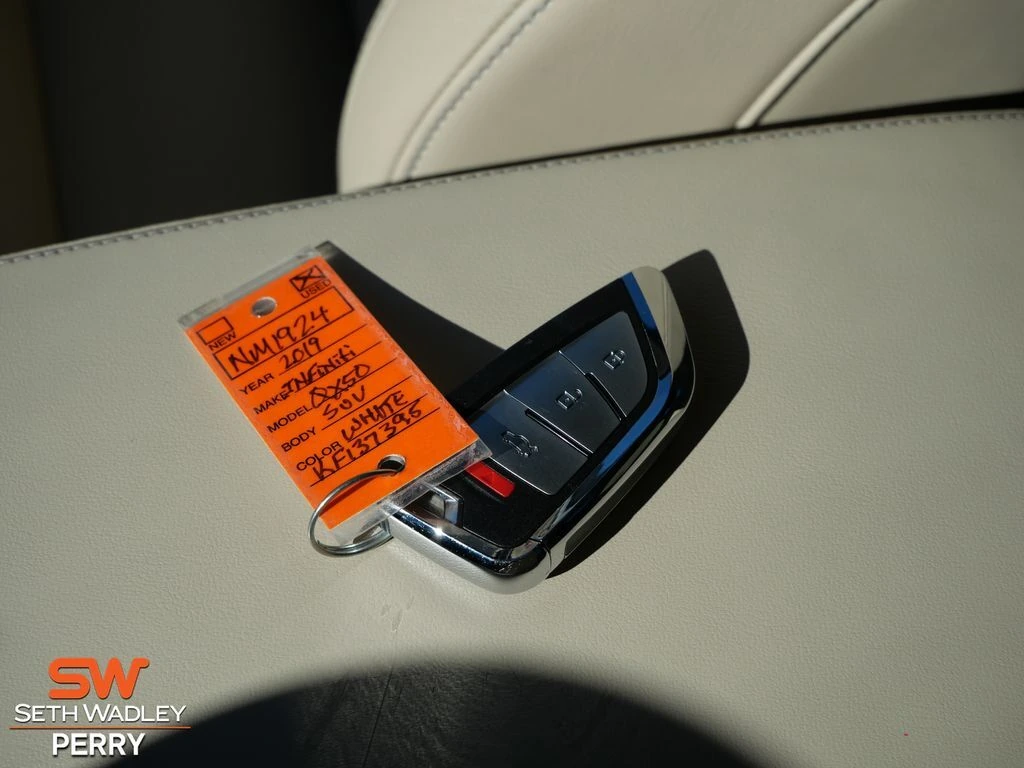 USED
NEW
NM1924
YEAR 2019
MAKE INFINITI
MODEL QX50
BODY SUV
COLOR WHITE
KF137396
SW
SETH WADLEY
PERRY